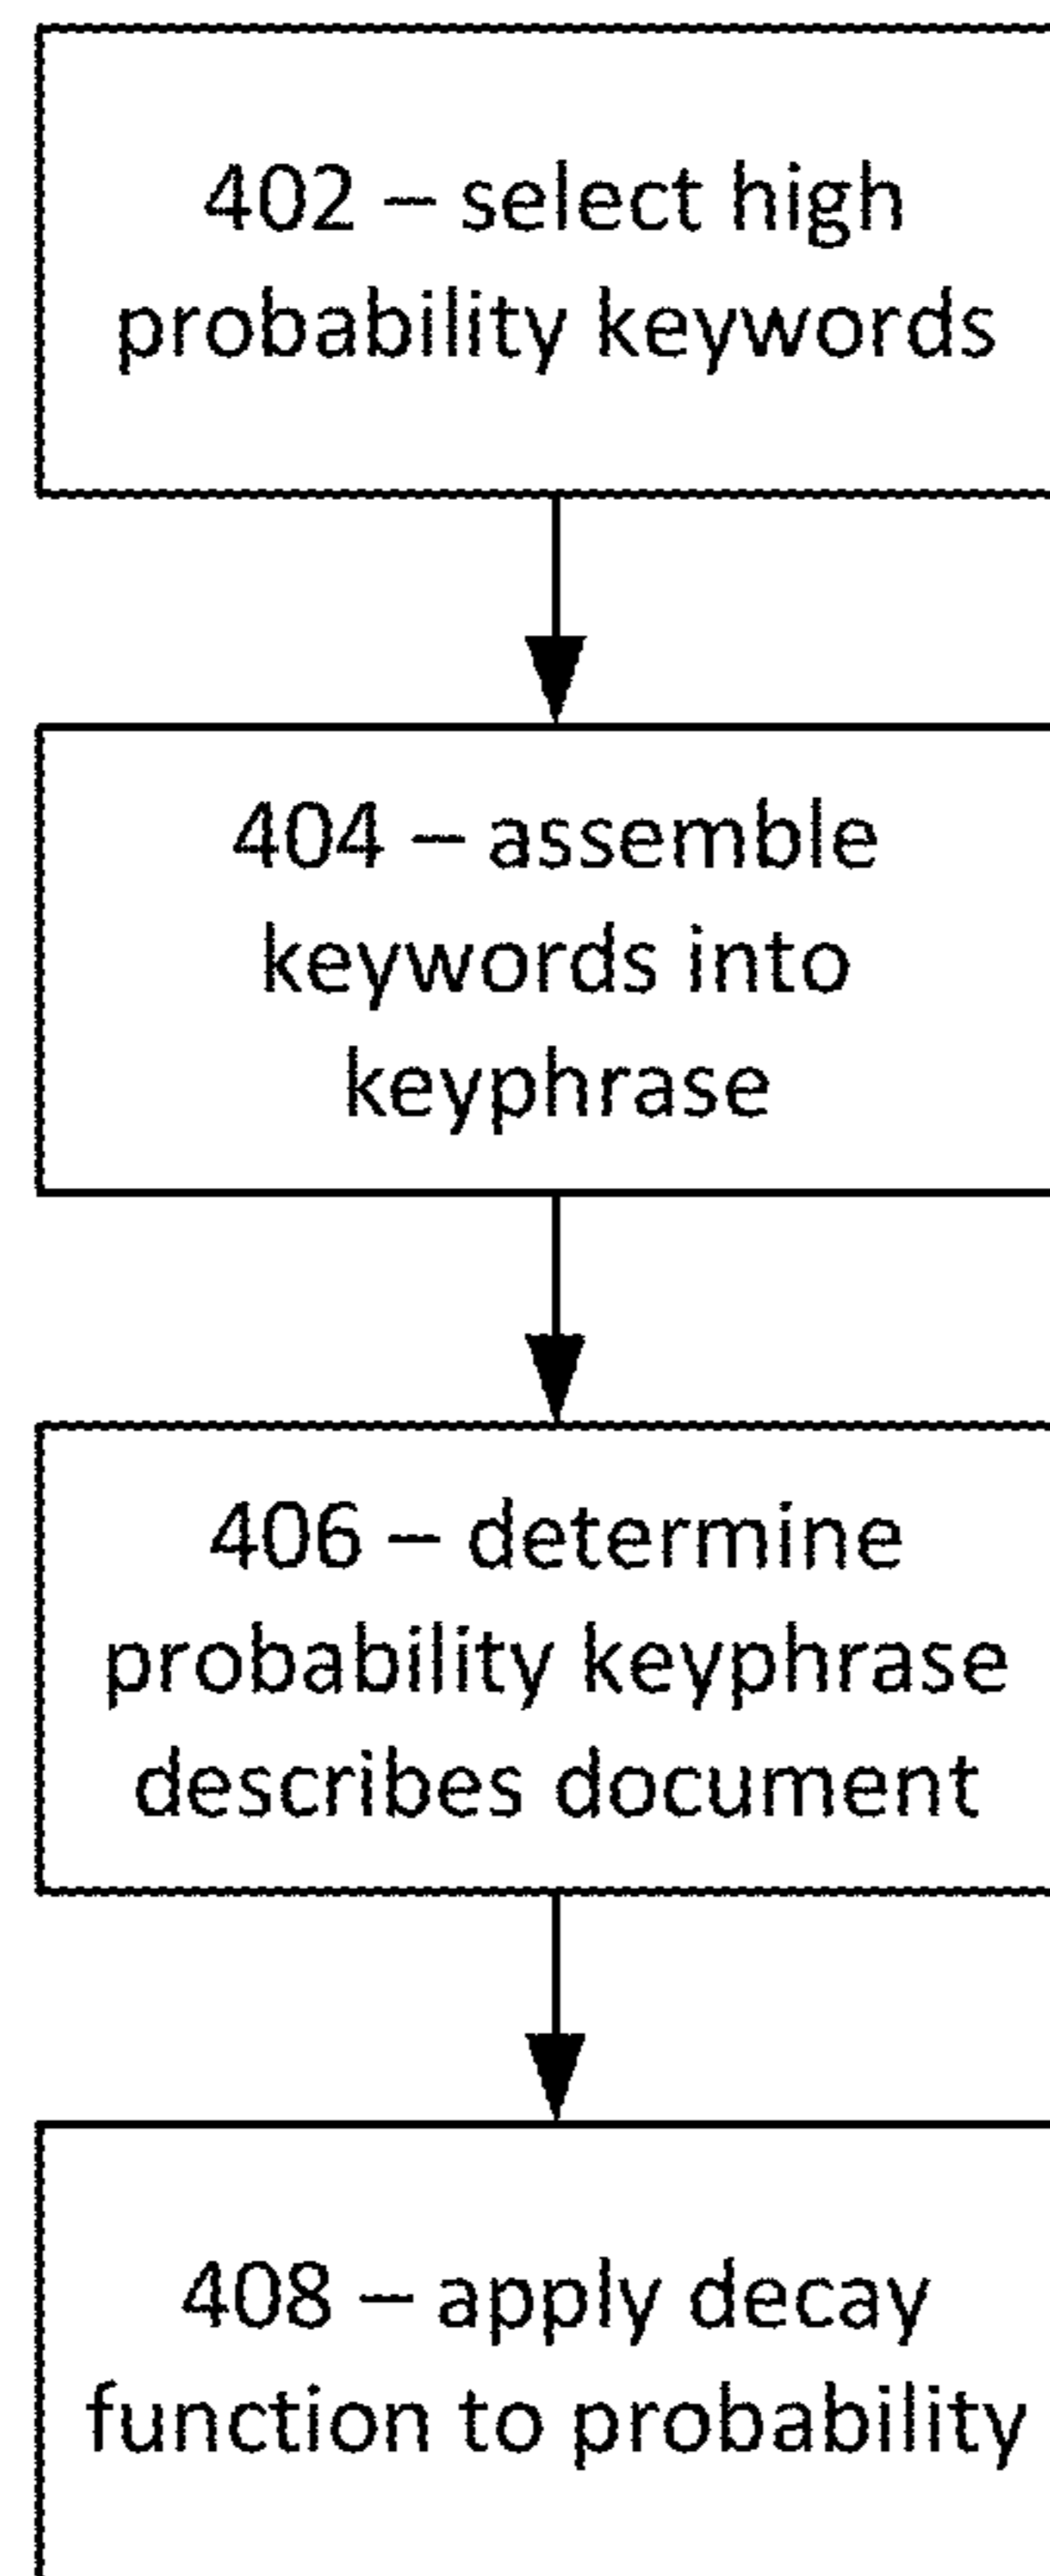 402 – select high
probability keywords
404 – assemble
keywords into
keyphrase
406 – determine
probability keyphrase
describes document
408 – apply decay
function to probability